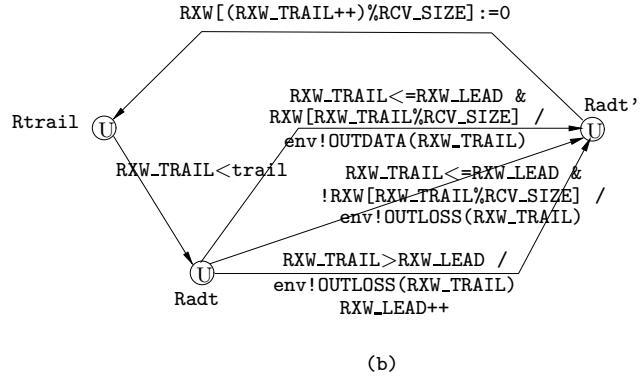 RXW[(RXW_TRAIL++)%RCV_SIZE]:=0
RXW_TRAIL<=RXW_LEAD &
RXW[RXW_TRAIL%RCV_SIZE] /
env!OUTDATA(RXW_TRAIL)
Radt'
Rtrail
U
U
RXW_TRAIL<trail
RXW_TRAIL<=RXW_LEAD &
!RXW[RXW_TRAIL%RCV_SIZE] /
env!OUTLOSS(RXW_TRAIL)
U
Radt
RXW_TRAIL>RXW_LEAD /
env!OUTLOSS(RXW_TRAIL)
RXW_LEAD++
(b)